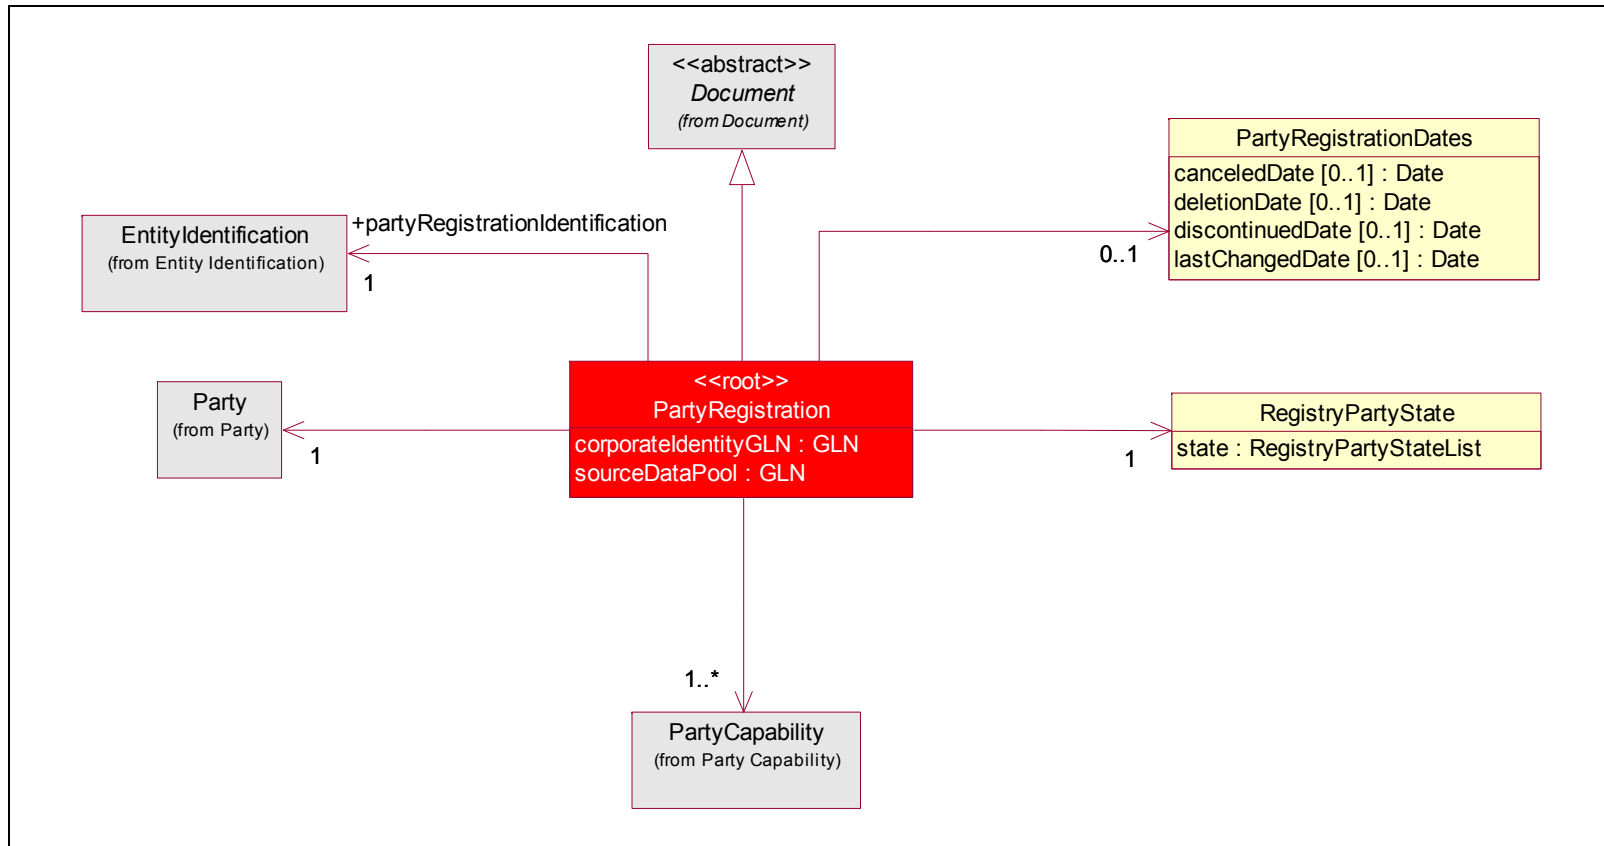 <<abstract>>
Document
(from Document)
PartyRegistrationDates
canceledDate [0..1] : Date
deletionDate [0..1] : Date
discontinuedDate [0..1] : Date
lastChangedDate [0..1] : Date
0..1
+partyRegistrationIdentification
EntityIdentification
(from Entity Identification)
1
<<root>>
PartyRegistration
corporateIdentityGLN : GLN
sourceDataPool : GLN
Party
(from Party)
1
RegistryPartyState
state : RegistryPartyStateList
1
1..*
PartyCapability
(from Party Capability)